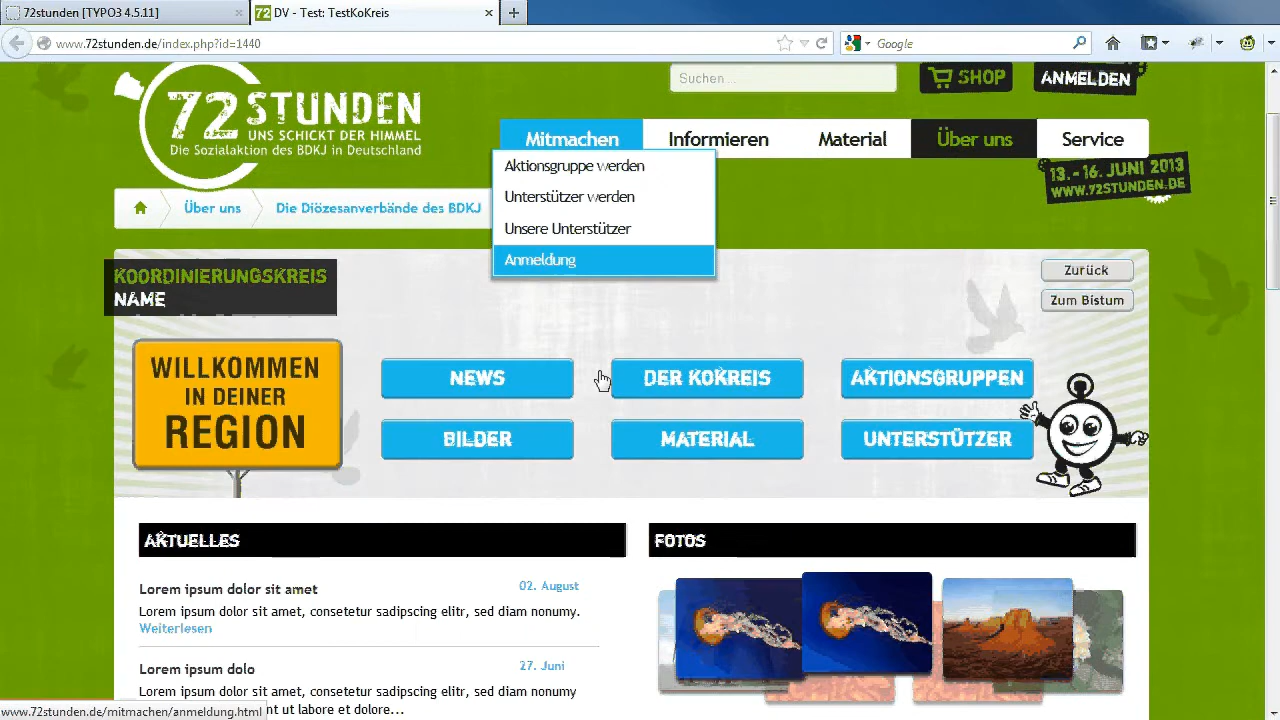 72stunden [TYPO3 4.5.11]
72 DV - Test: TestKoKreis
www.72stunden.de/index.php?id=1440
Google
72 STUNDEN
UNS SCHICKT DER HIMMEL
Die Sozialaktion des BDKJ in Deutschland
Suchen ...
SHOP
ANMELDEN
Mitmachen
Informieren
Material
Über uns
Service
13.-16. JUNI 2013
WWW.72STUNDEN.DE
Aktionsgruppe werden
Unterstützer werden
Unsere Unterstützer
Anmeldung
Über uns
Die Diözesanverbände des BDKJ
KOORDINIERUNGSKREIS
NAME
Zurück
Zum Bistum
WILLKOMMEN
IN DEINER
REGION
NEWS
DER KOKREIS
AKTIONSGRUPPEN
BILDER
MATERIAL
UNTERSTÜTZER
AKTUELLES
FOTOS
Lorem ipsum dolor sit amet
02. August
Lorem ipsum dolor sit amet, consetetur sadipscing elitr, sed diam nonumy.
Weiterlesen
Lorem ipsum dolo
27. Juni
Lorem ipsum dolor sit amet, consetetur sadipscing elitr, sed diam nonumy
nt ut labore et dolore...
www.72stunden.de/mitmachen/anmeldung.html